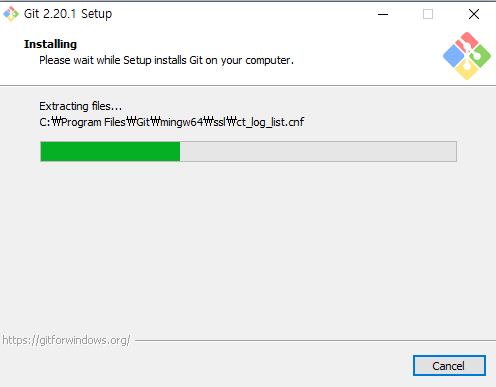 Git 2.20.1 Setup
Installing
Please wait while Setup installs Git on your computer.
Extracting files...
C:₩Program Files₩Git₩mingw64₩ssl₩ct_log_list.cnf
https://gitforwindows.org/
Cancel